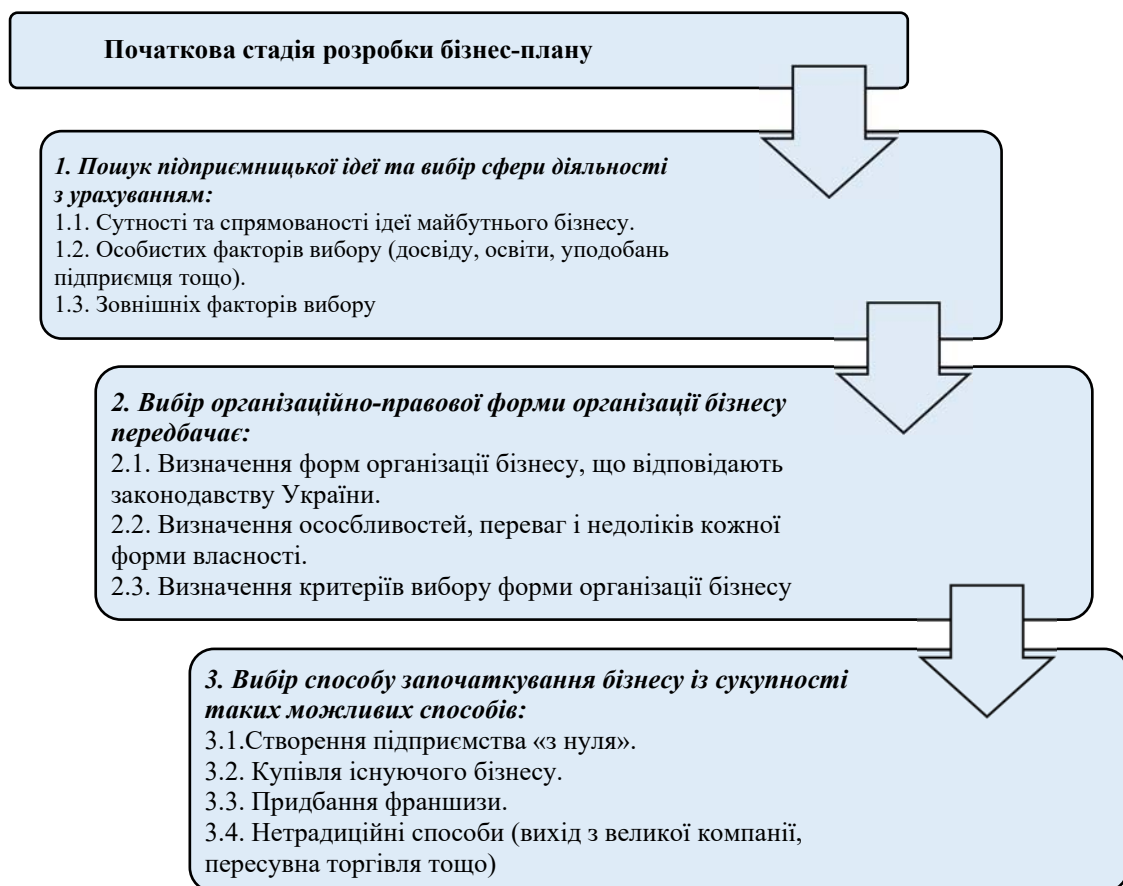 Початкова стадія розробки бізнес-плану
1. Пошук підприємницької ідеї та вибір сфери діяльності
з урахуванням:
1.1. Сутності та спрямованості ідеї майбутнього бізнесу.
1.2. Особистих факторів вибору (досвіду, освіти, уподобань
підприємця тощо).
1.3. Зовнішніх факторів вибору
2. Вибір організаційно-правової форми організації бізнесу
передбачає:
2.1. Визначення форм організації бізнесу, що відповідають
законодавству України.
2.2. Визначення ососбливостей, переваг і недоліків кожної
форми власності.
2.3. Визначення критеріїв вибору форми організації бізнесу
3. Вибір способу започаткування бізнесу із сукупності
таких можливих способів:
3.1.Створення підприємства «з нуля».
3.2. Купівля існуючого бізнесу.
3.3. Придбання франшизи.
3.4. Нетрадиційні способи (вихід з великої компанії,
пересувна торгівля тощо)